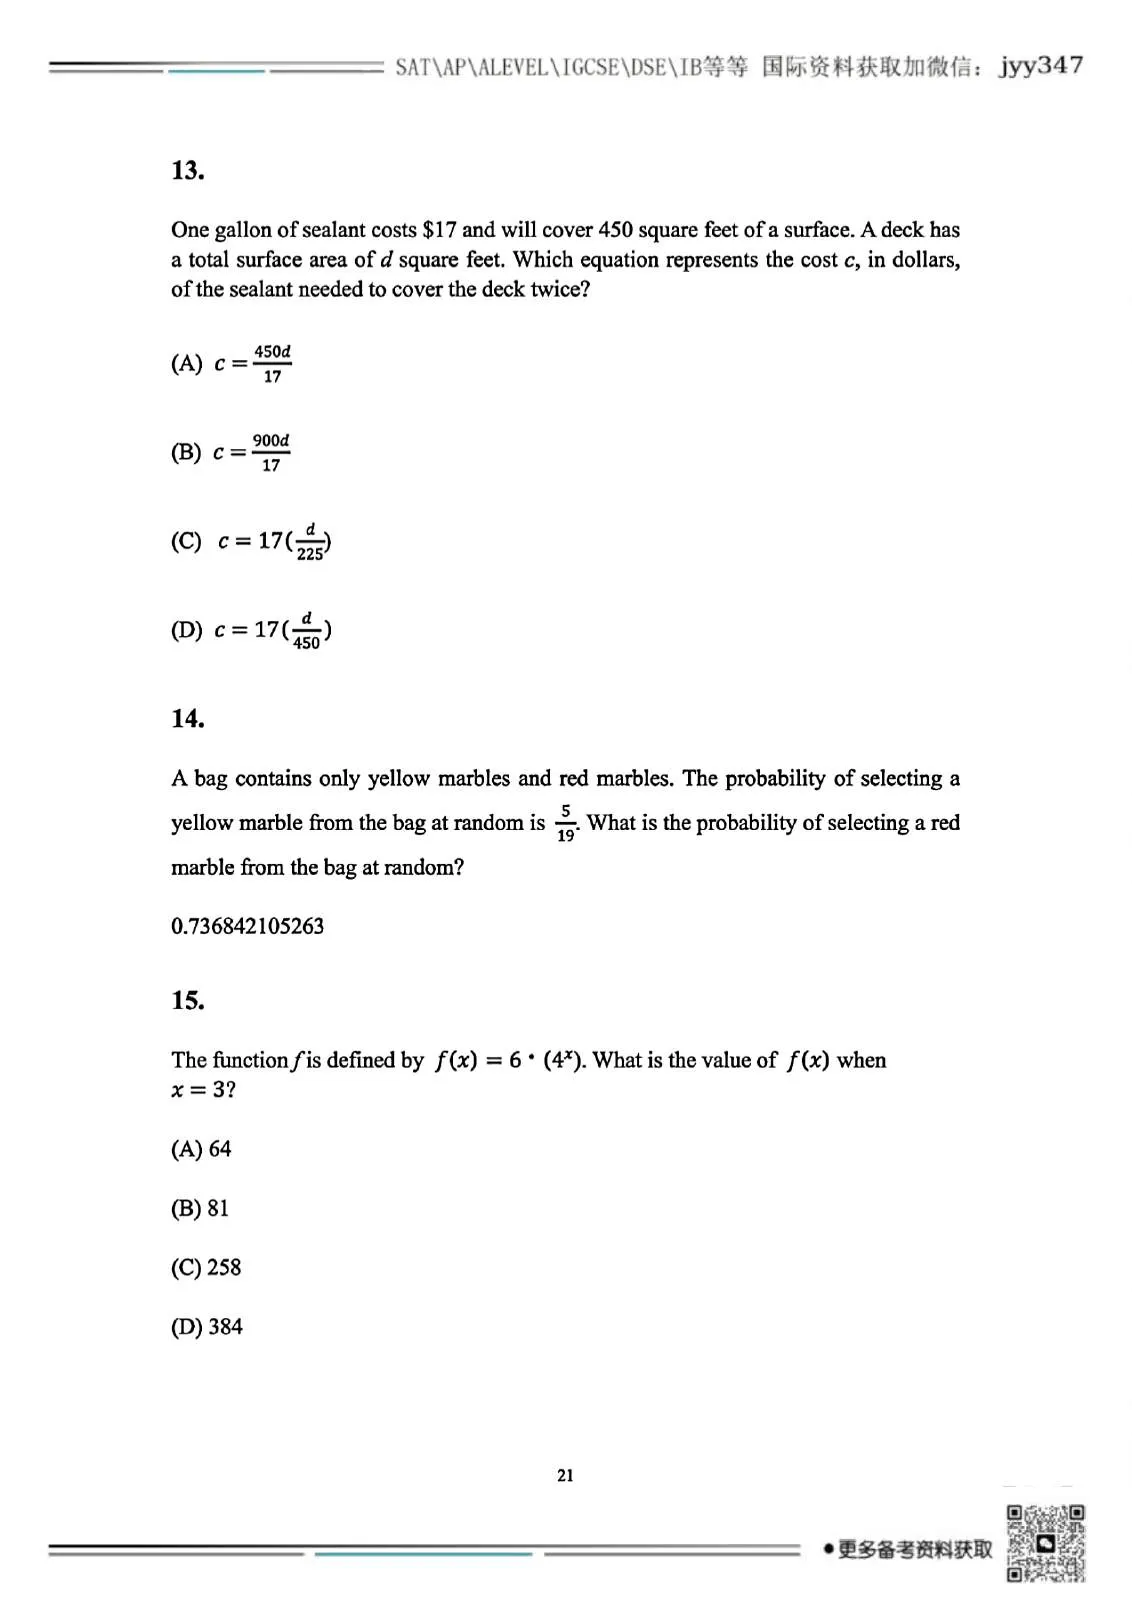 SAT\AP\ALEVEL\IGCSE\DSE\IB等等 国际资料获取加微信: jyy347
13.
One gallon of sealant costs $17 and will cover 450 square feet of a surface. A deck has
a total surface area of d square feet. Which equation represents the cost c, in dollars,
of the sealant needed to cover the deck twice?
(A) c = 450d/17
(B) c = 900d/17
(C) c = 17(d/225)
(D) c = 17(d/450)
14.
A bag contains only yellow marbles and red marbles. The probability of selecting a
yellow marble from the bag at random is 5/19. What is the probability of selecting a red
marble from the bag at random?
0.736842105263
15.
The function f is defined by f(x) = 6 · (4ˣ). What is the value of f(x) when
x = 3?
(A) 64
(B) 81
(C) 258
(D) 384
21
●更多备考资料获取